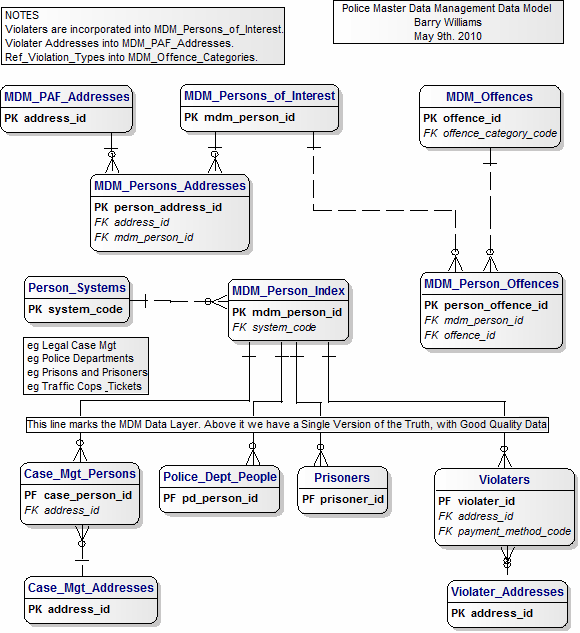 NOTES
Violaters are incorporated into MDM_Persons_of_Interest.
Violater Addresses into MDM_PAF_Addresses.
Ref_Violation_Types into MDM_Offence_Categories.
Police Master Data Management Data Model
Barry Williams
May 9th. 2010
MDM_PAF_Addresses
PK address_id
MDM_Persons_of_Interest
PK mdm_person_id
MDM_Offences
PK offence_id
FK offence_category_code
MDM_Persons_Addresses
PK person_address_id
FK address_id
FK mdm_person_id
Person_Systems
PK system_code
MDM_Person_Index
PK mdm_person_id
FK system_code
MDM_Person_Offences
PK person_offence_id
FK mdm_person_id
FK offence_id
eg Legal Case Mgt
eg Police Departments
eg Prisons and Prisoners
eg Traffic Cops _Tickets
This line marks the MDM Data Layer. Above it we have a Single Version of the Truth, with Good Quality Data
Case_Mgt_Persons
PF case_person_id
FK address_id
Police_Dept_People
PF pd_person_id
Prisoners
PF prisoner_id
Violaters
PF violater_id
FK address_id
FK payment_method_code
Case_Mgt_Addresses
PK address_id
Violater_Addresses
PK address_id